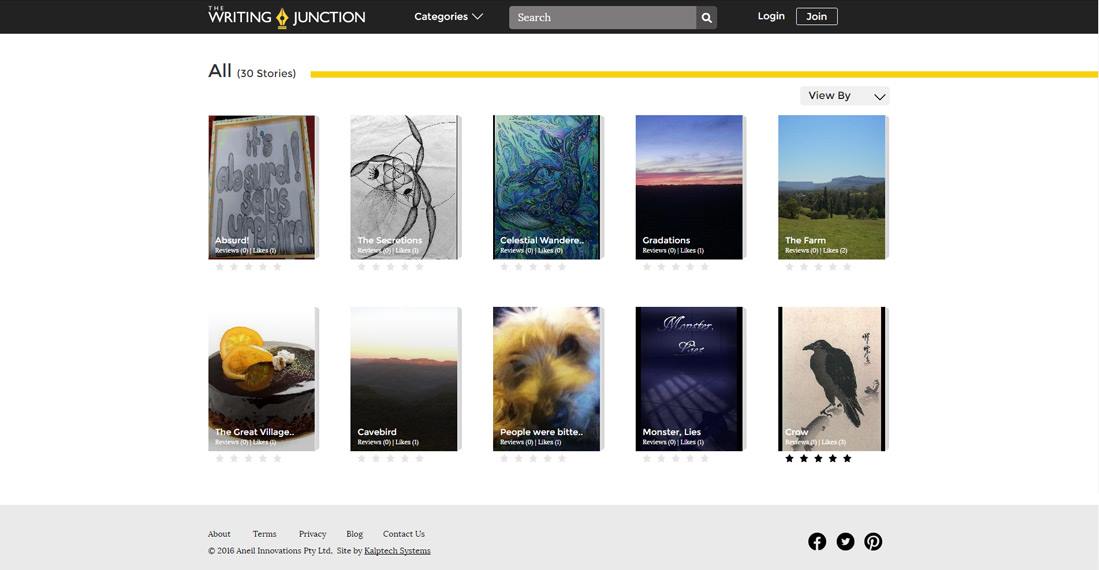 THE
WRITING JUNCTION
Categories
Search
Login
Join
All (30 Stories)
View By
it's
absurd!
says
Absurd!
Reviews (0) | Likes (1)
The Secretions
Reviews (0) | Likes (1)
Celestial Wandere..
Reviews (0) | Likes (0)
Gradations
Reviews (0) | Likes (1)
The Farm
Reviews (0) | Likes (2)
The Great Village..
Reviews (0) | Likes (1)
Cavebird
Reviews (0) | Likes (1)
People were bitte..
Reviews (0) | Likes (1)
Monster,
Lies
Monster, Lies
Reviews (0) | Likes (1)
Crow
Reviews (1) | Likes (3)
About Terms Privacy Blog Contact Us
© 2016 Aneil Innovations Pty Ltd, Site by Kalptech Systems